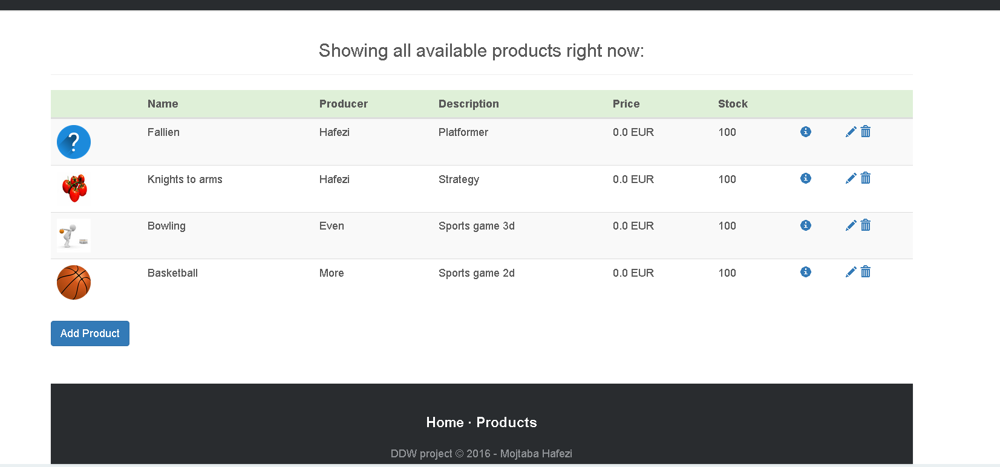 Showing all available products right now:
Name Producer Description Price Stock
?
Fallien Hafezi Platformer 0.0 EUR 100
Knights to arms Hafezi Strategy 0.0 EUR 100
Bowling Even Sports game 3d 0.0 EUR 100
Basketball More Sports game 2d 0.0 EUR 100
Add Product
Home · Products
DDW project © 2016 - Mojtaba Hafezi